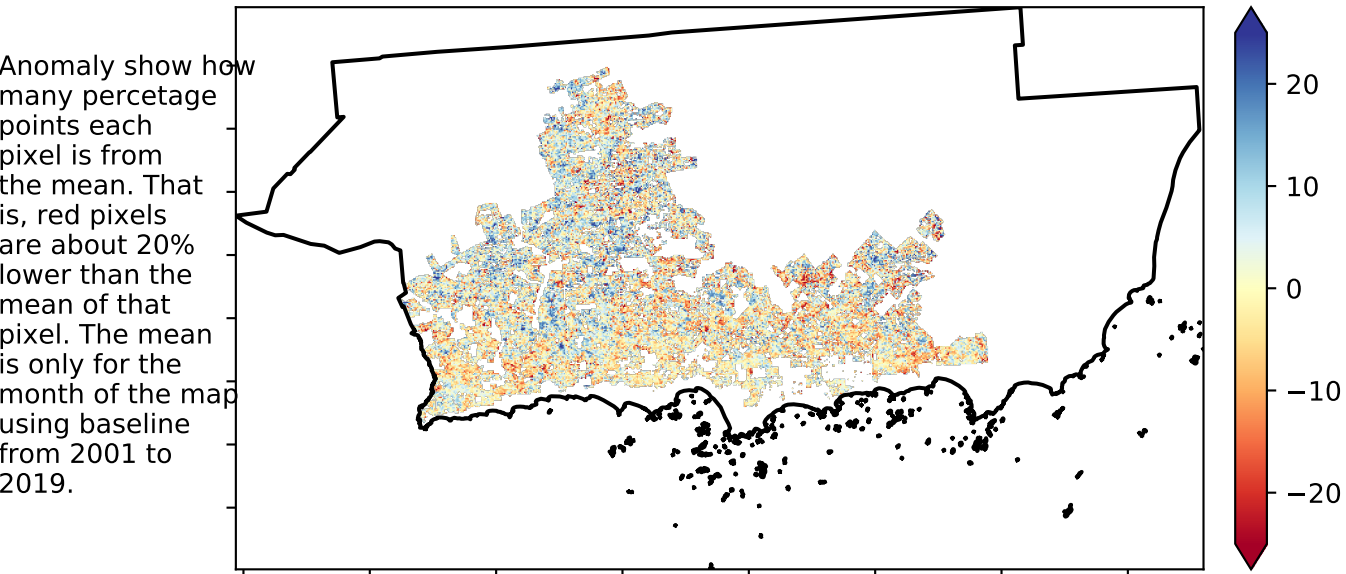 Anomaly show how
many percetage
points each
pixel is from
the mean. That
is, red pixels
are about 20%
lower than the
mean of that
pixel. The mean
is only for the
month of the map
using baseline
from 2001 to
2019.
20
10
0
−10
−20